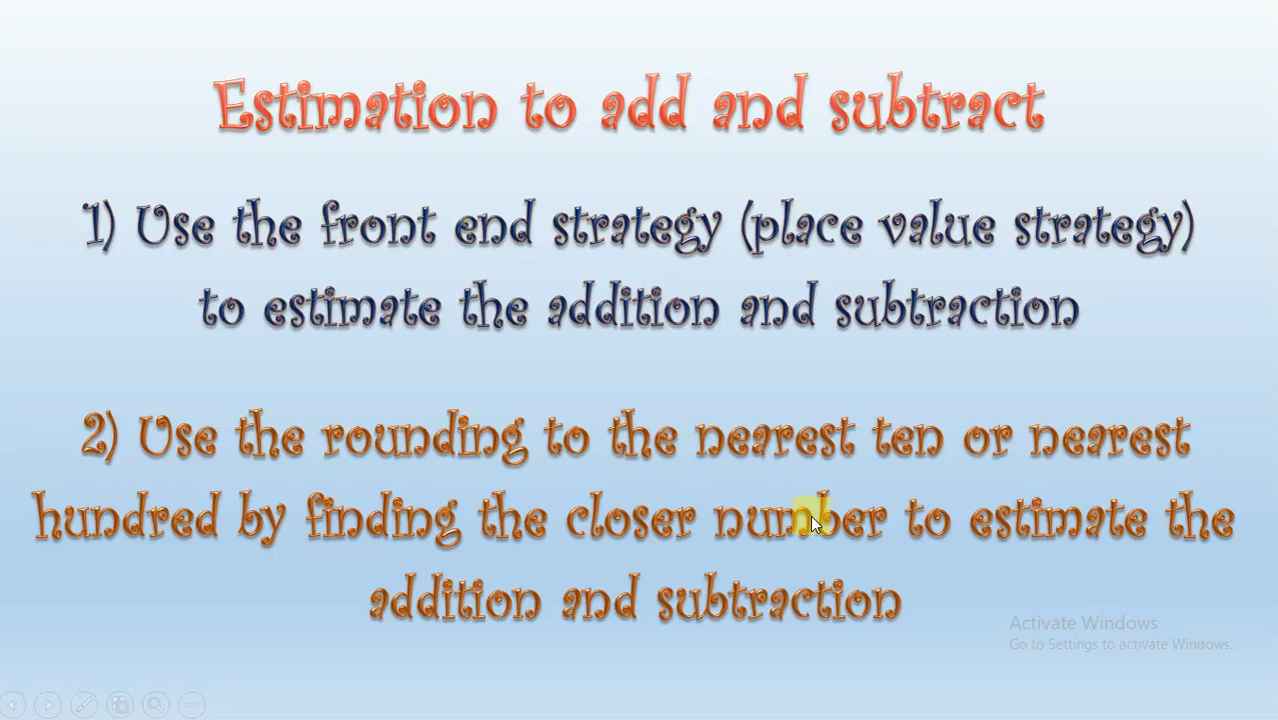 Estimation to add and subtract
1) Use the front end strategy (place value strategy)
to estimate the addition and subtraction
2) Use the rounding to the nearest ten or nearest
hundred by finding the closer number to estimate the
addition and subtraction
Activate Windows
Go to Settings to activate Windows.